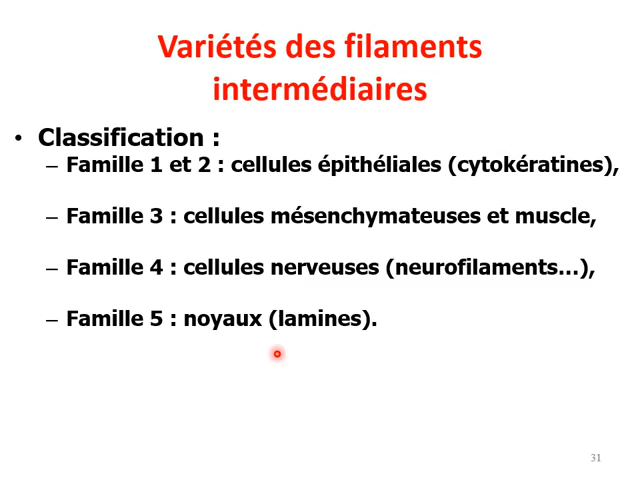 Variétés des filaments
intermédiaires
• Classification :
– Famille 1 et 2 : cellules épithéliales (cytokératines),
– Famille 3 : cellules mésenchymateuses et muscle,
– Famille 4 : cellules nerveuses (neurofilaments…),
– Famille 5 : noyaux (lamines).
31